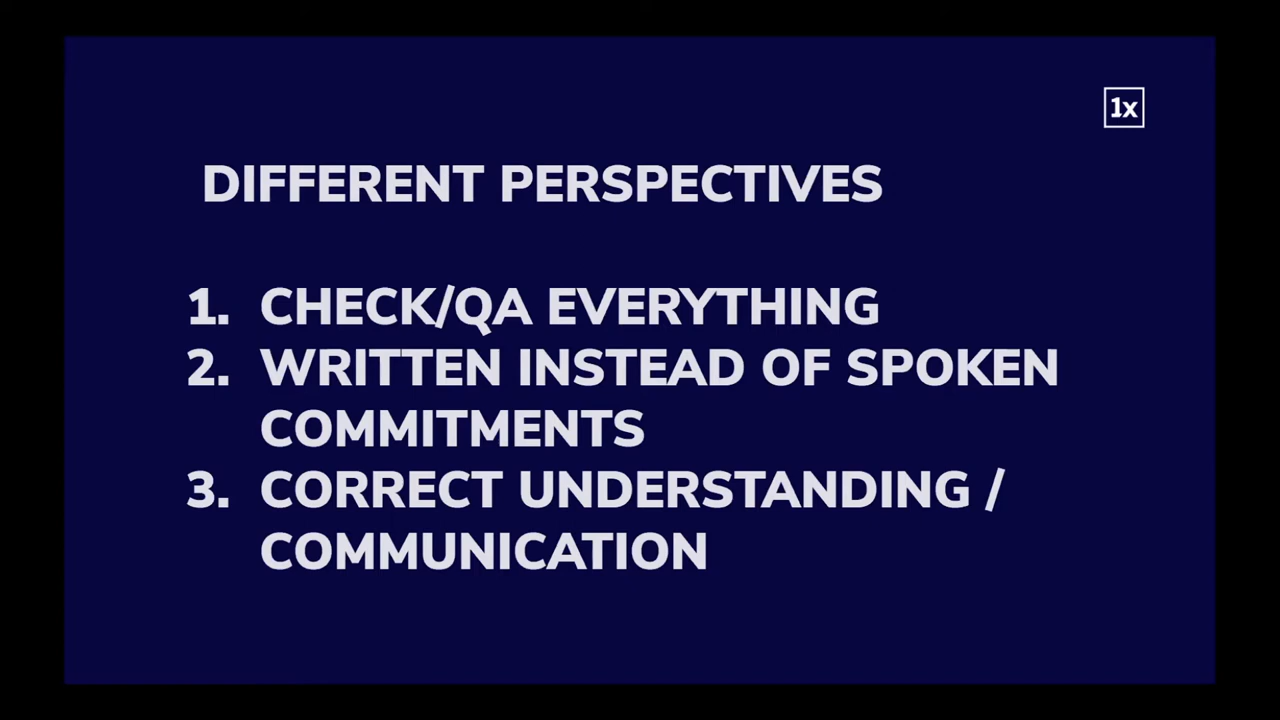 1x
DIFFERENT PERSPECTIVES
1. CHECK/QA EVERYTHING
2. WRITTEN INSTEAD OF SPOKEN
COMMITMENTS
3. CORRECT UNDERSTANDING /
COMMUNICATION